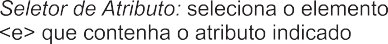 Seletor de Atributo: seleciona o elemento
<e> que contenha o atributo indicado